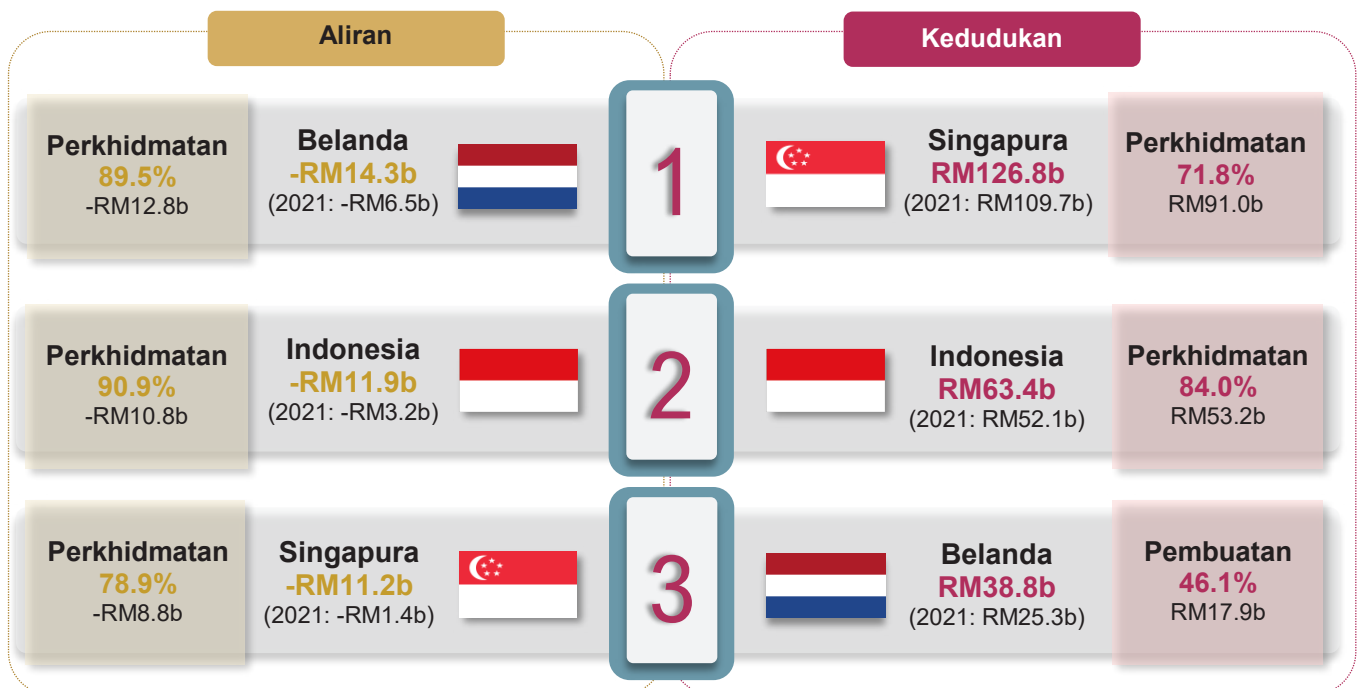 Aliran
Kedudukan
Perkhidmatan
89.5%
-RM12.8b
Belanda
-RM14.3b
(2021: -RM6.5b)
1
Singapura
RM126.8b
(2021: RM109.7b)
Perkhidmatan
71.8%
RM91.0b
Perkhidmatan
90.9%
-RM10.8b
Indonesia
-RM11.9b
(2021: -RM3.2b)
2
Indonesia
RM63.4b
(2021: RM52.1b)
Perkhidmatan
84.0%
RM53.2b
Perkhidmatan
78.9%
-RM8.8b
Singapura
-RM11.2b
(2021: -RM1.4b)
3
Belanda
RM38.8b
(2021: RM25.3b)
Pembuatan
46.1%
RM17.9b